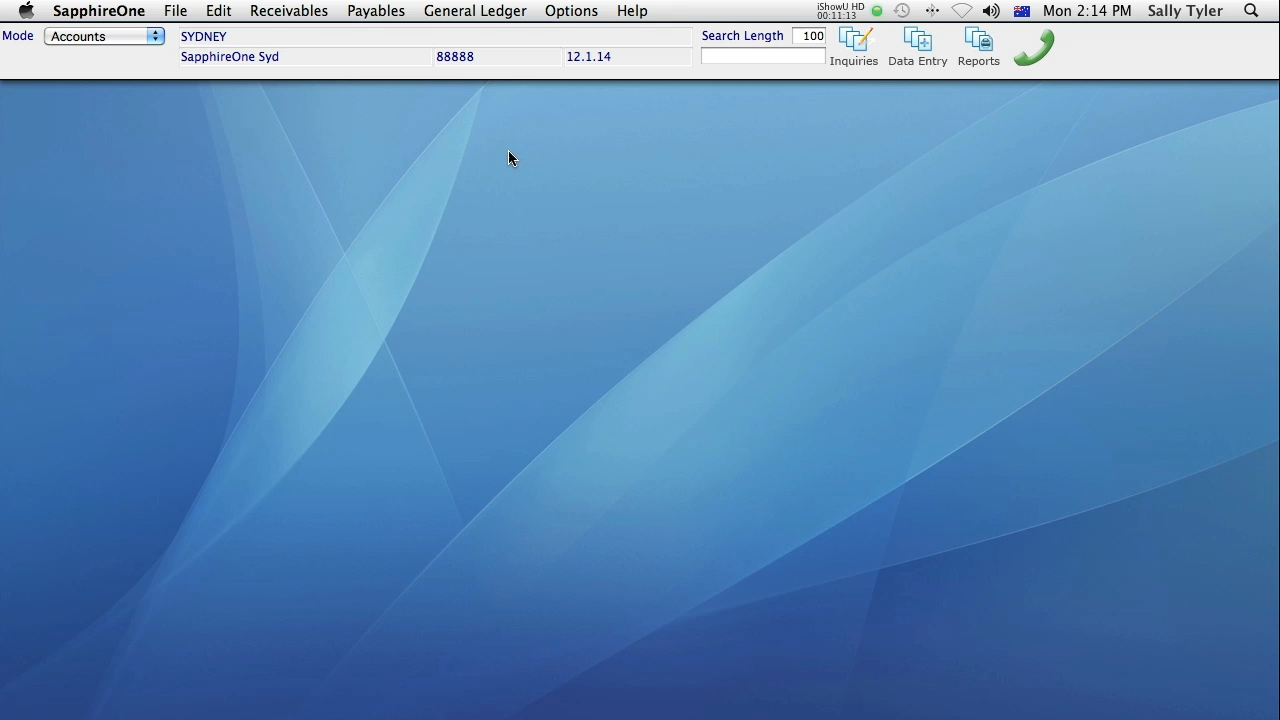 SapphireOne File Edit Receivables Payables General Ledger Options Help iShowU HD 00:11:13 Mon 2:14 PM Sally Tyler
Mode Accounts SYDNEY Search Length 100
SapphireOne Syd 88888 12.1.14
Inquiries Data Entry Reports